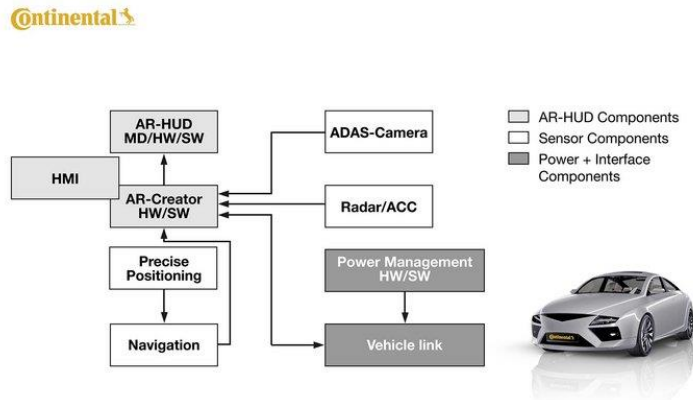 Continental
AR-HUD
MD/HW/SW
HMI
AR-Creator
HW/SW
Precise
Positioning
Navigation
ADAS-Camera
Radar/ACC
Power Management
HW/SW
Vehicle link
AR-HUD Components
Sensor Components
Power + Interface
Components
Continental